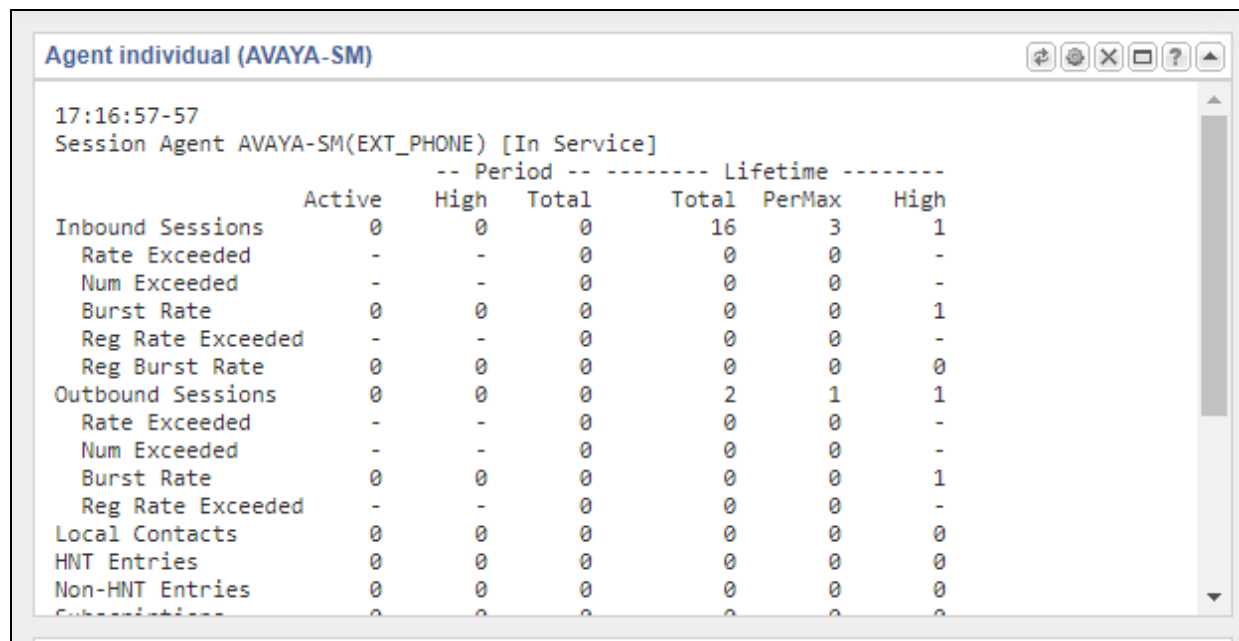 Agent individual (AVAYA-SM)
17:16:57-57
Session Agent AVAYA-SM(EXT_PHONE) [In Service]
-- Period -- -------- Lifetime --------
Active High Total Total PerMax High
Inbound Sessions 0 0 0 16 3 1
Rate Exceeded - - 0 0 0 -
Num Exceeded - - 0 0 0 -
Burst Rate 0 0 0 0 0 1
Reg Rate Exceeded - - 0 0 0 -
Reg Burst Rate 0 0 0 0 0 0
Outbound Sessions 0 0 0 2 1 1
Rate Exceeded - - 0 0 0 -
Num Exceeded - - 0 0 0 -
Burst Rate 0 0 0 0 0 1
Reg Rate Exceeded - - 0 0 0 -
Local Contacts 0 0 0 0 0 0
HNT Entries 0 0 0 0 0 0
Non-HNT Entries 0 0 0 0 0 0